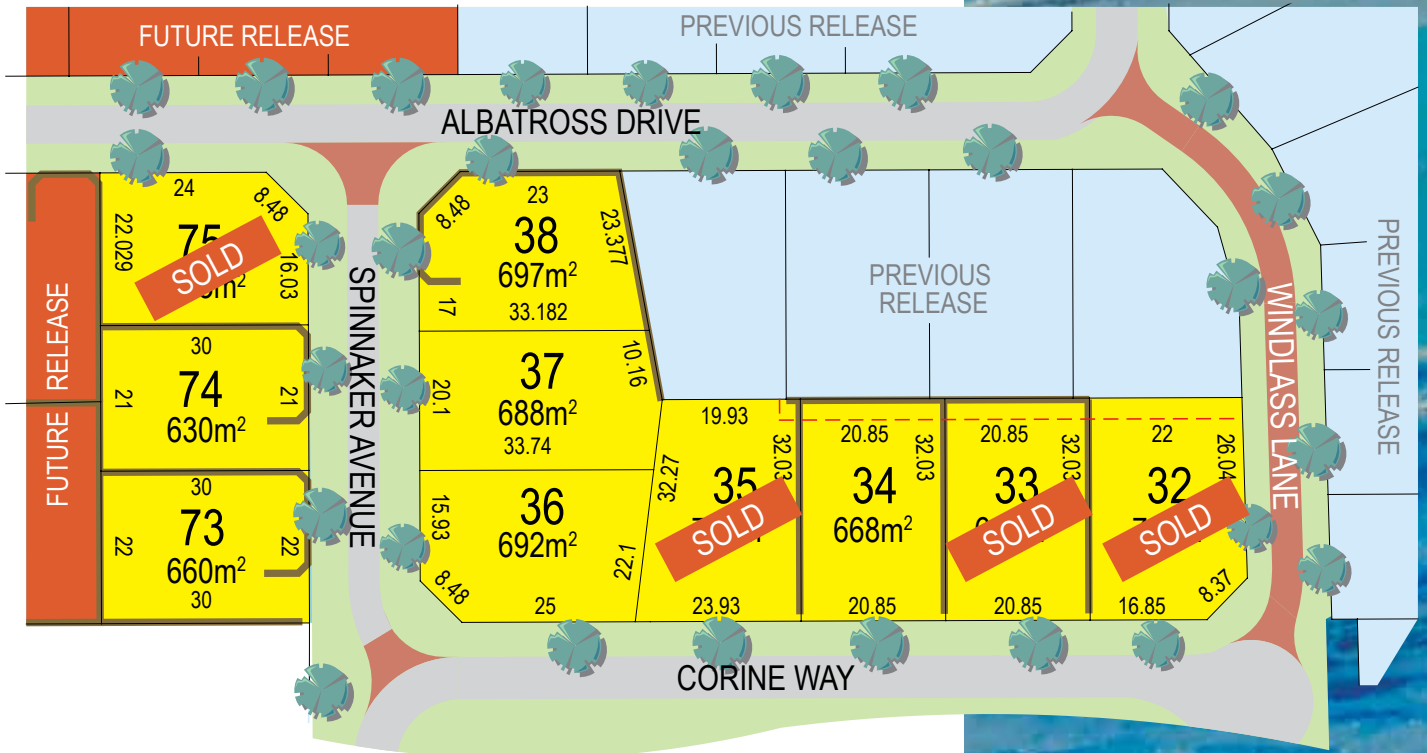 FUTURE RELEASE
PREVIOUS RELEASE
ALBATROSS DRIVE
24
8.48
22.029
75
SOLD
16.03
FUTURE RELEASE
30
74
630m²
21
21
FUTURE RELEASE
30
73
660m²
22
22
30
SPINNAKER AVENUE
8.48
23
38
697m²
23.377
17
33.182
37
688m²
10.16
20.1
33.74
36
692m²
15.93
8.48
22.1
25
PREVIOUS
RELEASE
19.93
32.27
32.03
35
SOLD
23.93
20.85
32.03
34
668m²
20.85
20.85
32.03
33
SOLD
20.85
22
26.04
32
SOLD
16.85
8.37
WINDLASS LANE
PREVIOUS RELEASE
CORINE WAY